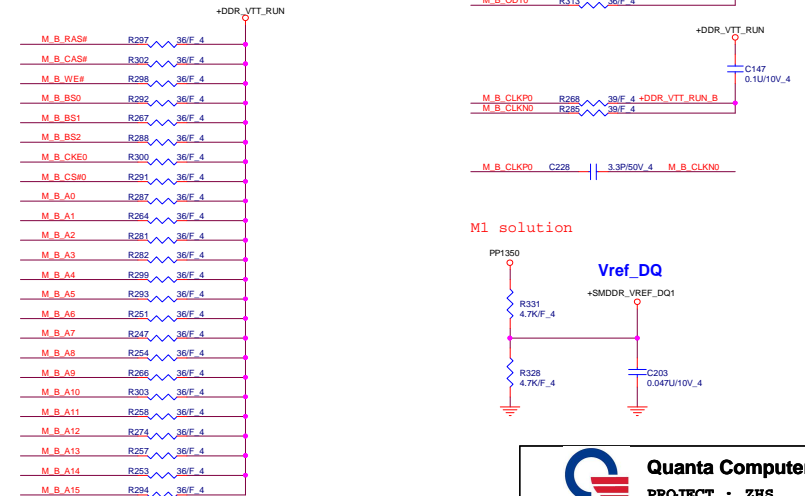 +DDR_VTT_RUN
M_B_RAS# R297 36/F_4
M_B_CAS# R302 36/F_4
M_B_WE# R298 36/F_4
M_B_BS0 R292 36/F_4
M_B_BS1 R267 36/F_4
M_B_BS2 R288 36/F_4
M_B_CKE0 R300 36/F_4
M_B_CS#0 R291 36/F_4
M_B_A0 R287 36/F_4
M_B_A1 R264 36/F_4
M_B_A2 R281 36/F_4
M_B_A3 R282 36/F_4
M_B_A4 R299 36/F_4
M_B_A5 R293 36/F_4
M_B_A6 R251 36/F_4
M_B_A7 R247 36/F_4
M_B_A8 R254 36/F_4
M_B_A9 R266 36/F_4
M_B_A10 R303 36/F_4
M_B_A11 R258 36/F_4
M_B_A12 R274 36/F_4
M_B_A13 R257 36/F_4
M_B_A14 R253 36/F_4
M_B_A15 R294 36/F_4
M_B_ODT0 R313 36/F_4
+DDR_VTT_RUN
C147
0.1U/10V_4
M_B_CLKP0 R268 39/F_4 +DDR_VTT_RUN_B
M_B_CLKN0 R285 39/F_4
M_B_CLKP0 C228 3.3P/50V_4 M_B_CLKN0
M1 solution
PP1350
Vref_DQ
+SMDDR_VREF_DQ1
R331
4.7K/F_4
R328
4.7K/F_4
C203
0.047U/10V_4
Quanta Computer
PROJECT : ZHS